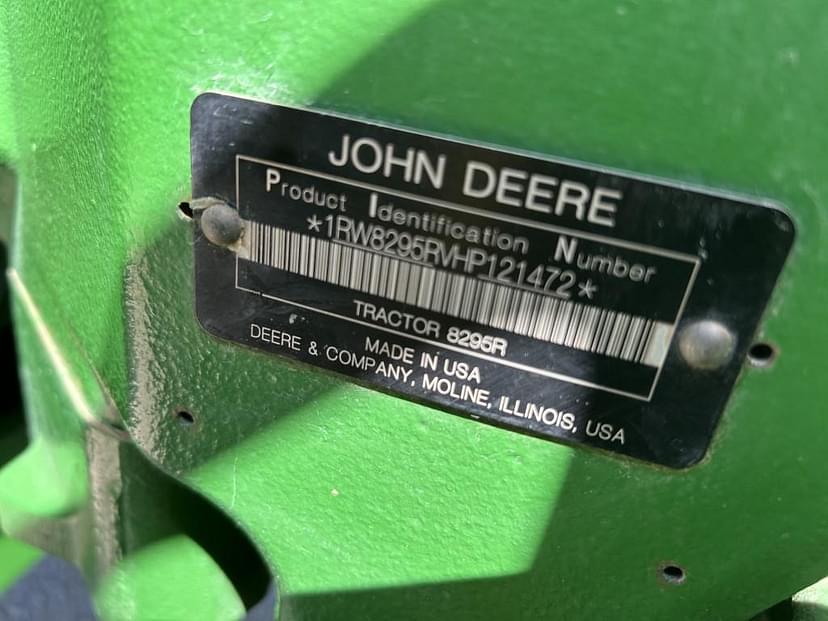 JOHN DEERE
Product Identification Number
*1RW8295RVHP121472*
TRACTOR 8295R
MADE IN USA
DEERE & COMPANY, MOLINE, ILLINOIS, USA